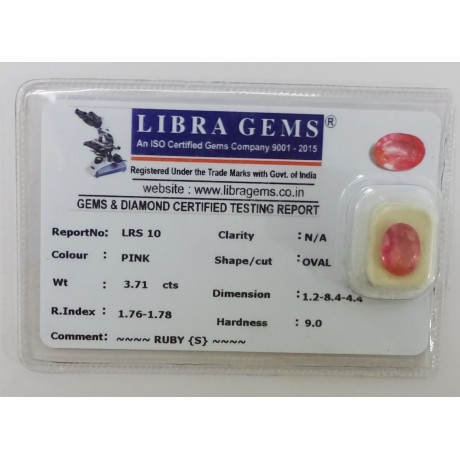 LIBRA GEMS®
An ISO Certified Gems Company 9001 - 2015
Registered Under the Trade Marks with Govt. of India
website : www.libragems.co.in
GEMS & DIAMOND CERTIFIED TESTING REPORT
ReportNo: LRS 10 Clarity : N/A
Colour : PINK Shape/cut : OVAL
Wt : 3.71 cts Dimension :1.2-8.4-4.4
R.Index : 1.76-1.78 Hardness : 9.0
Comment: ~~~~ RUBY {S} ~~~~